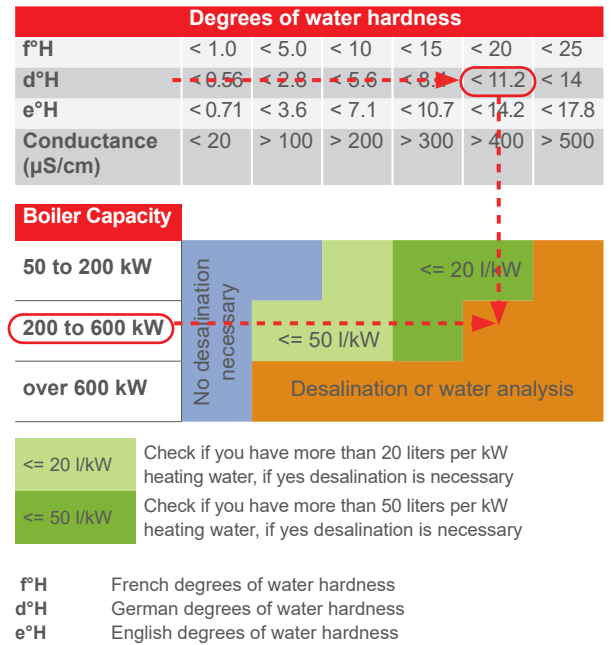 Degrees of water hardness
f°H < 1.0 < 5.0 < 10 < 15 < 20 < 25
d°H < 0.56 < 2.8 < 5.6 < 8. < 11.2 < 14
e°H < 0.71 < 3.6 < 7.1 < 10.7 < 14.2 < 17.8
Conductance < 20 > 100 > 200 > 300 > 400 > 500
(µS/cm)
Boiler Capacity
50 to 200 kW <= 20 l/kW
No desalination
necessary
200 to 600 kW <= 50 l/kW
over 600 kW Desalination or water analysis
<= 20 l/kW Check if you have more than 20 liters per kW
heating water, if yes desalination is necessary
<= 50 l/kW Check if you have more than 50 liters per kW
heating water, if yes desalination is necessary
f°H French degrees of water hardness
d°H German degrees of water hardness
e°H English degrees of water hardness